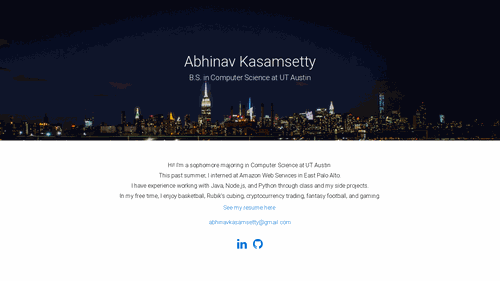 Abhinav Kasamsetty
B.S. in Computer Science at UT Austin
Hi! I'm a sophomore majoring in Computer Science at UT Austin
This past summer, I interned at Amazon Web Services in East Palo Alto.
I have experience working with Java, Node.js, and Python through class and my side projects.
In my free time, I enjoy basketball, Rubik's cubing, cryptocurrency trading, fantasy football, and gaming
See my resume here
abhinavkasamsetty@gmail.com
in